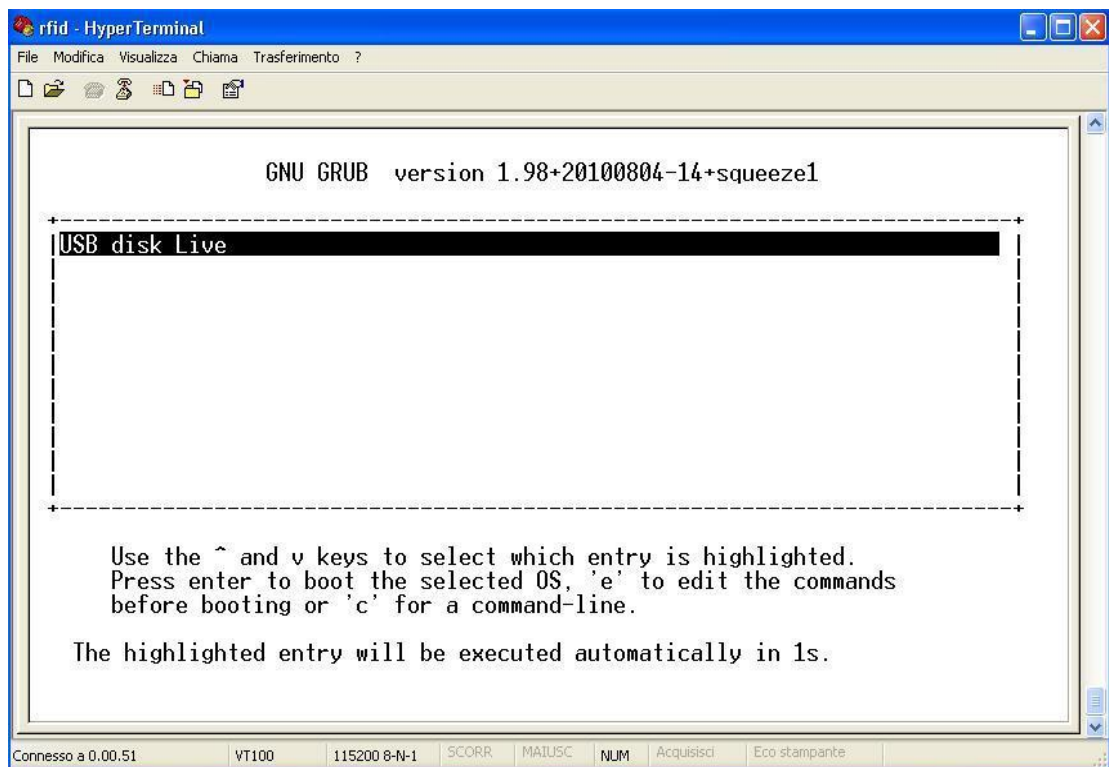 rfid - HyperTerminal
File Modifica Visualizza Chiama Trasferimento ?
GNU GRUB version 1.98+20100804-14+squeeze1
USB disk Live
Use the ^ and v keys to select which entry is highlighted.
Press enter to boot the selected OS, 'e' to edit the commands
before booting or 'c' for a command-line.
The highlighted entry will be executed automatically in 1s.
Connesso a 0.00.51 VT100 115200 8-N-1 SCORR MAIUSC NUM Acquisisci Eco stampante